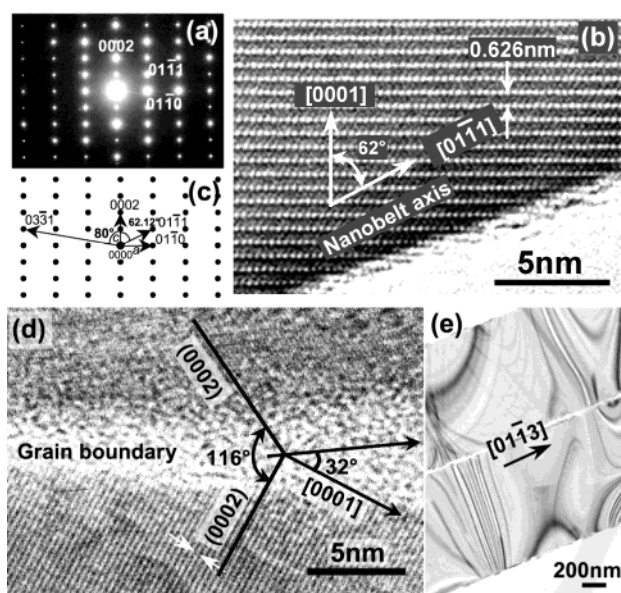 (a)
0002
011̄1
011̄0
(b)
0.626nm
[0001]
[011̄1]
62°
Nanobelt axis
5nm
(c)
0002
033̄1
80°
62.12°
011̄1
c
0000
a
011̄0
(d)
(0002)
Grain boundary
116°
32°
[0001]
(0002)
5nm
(e)
[011̄3]
200nm